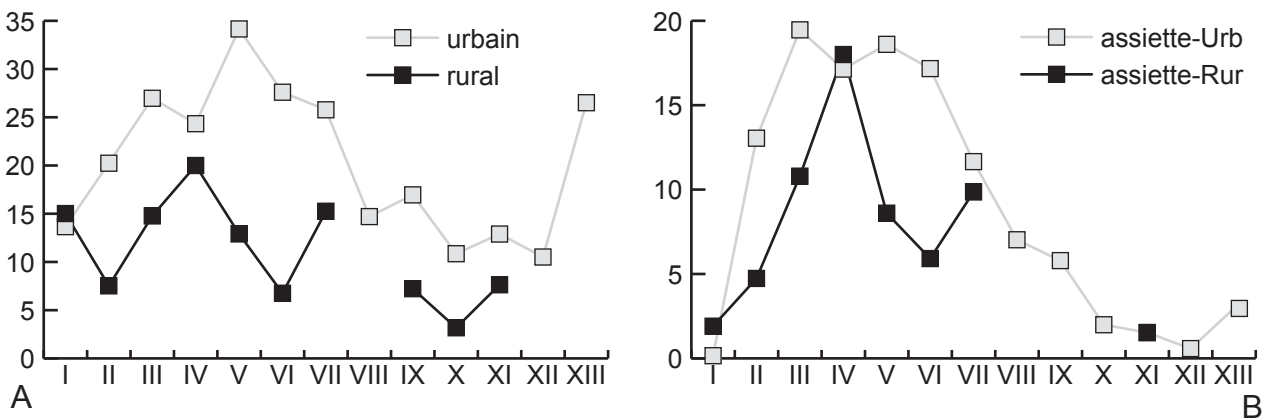 35
30
25
20
15
10
5
0
urbain
rural
I II III IV V VI VII VIII IX X XI XII XIII
A
20
15
10
5
0
assiette-Urb
assiette-Rur
I II III IV V VI VII VIII IX X XI XII XIII
B